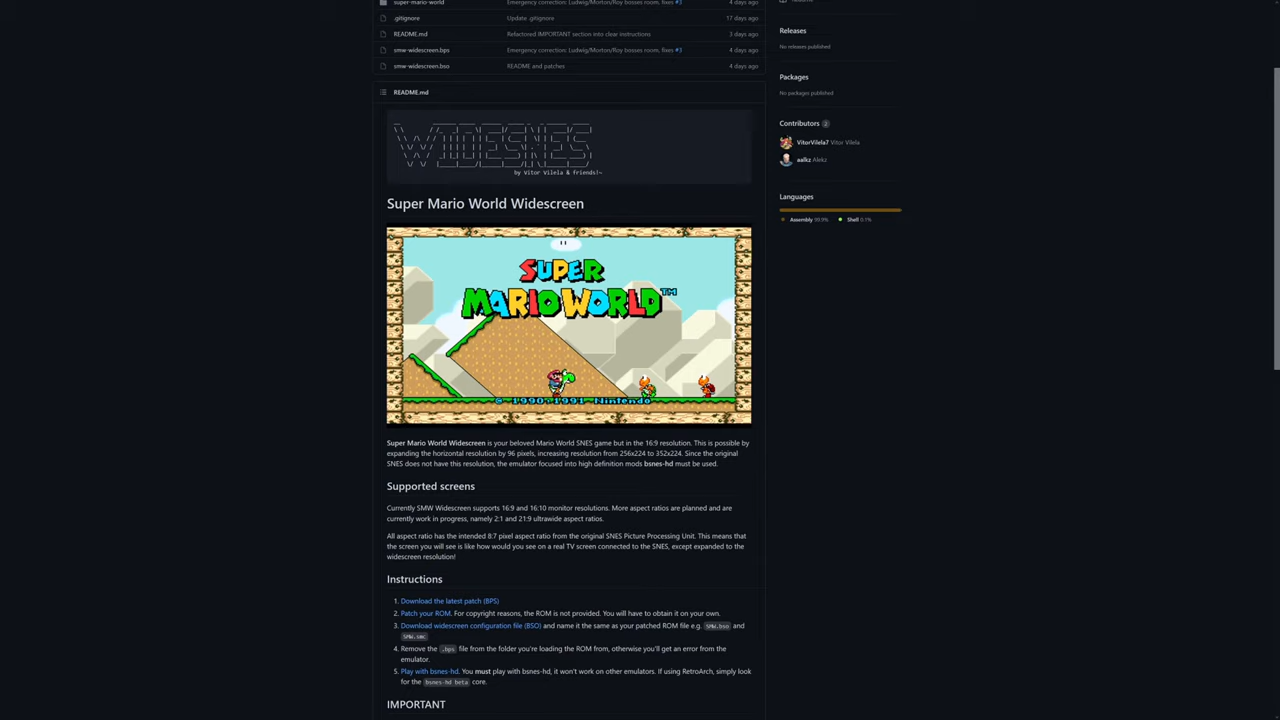 super-mario-world Emergency correction: Ludwig/Morton/Roy bosses room, fixes #3 4 days ago
.gitignore Update .gitignore 17 days ago
README.md Refactored IMPORTANT section into clear instructions 3 days ago
smw-widescreen.bps Emergency correction: Ludwig/Morton/Roy bosses room, fixes #3 4 days ago
smw-widescreen.bso README and patches 4 days ago
README.md
WIDESNES
by Vitor Vilela & friends!~
Super Mario World Widescreen
SUPER
MARIO WORLD™
© 1990-1991 Nintendo
Super Mario World Widescreen is your beloved Mario World SNES game but in the 16:9 resolution. This is possible by
expanding the horizontal resolution by 96 pixels, increasing resolution from 256x224 to 352x224. Since the original
SNES does not have this resolution, the emulator focused into high definition mods bsnes-hd must be used.
Supported screens
Currently SMW Widescreen supports 16:9 and 16:10 monitor resolutions. More aspect ratios are planned and are
currently work in progress, namely 2:1 and 21:9 ultrawide aspect ratios.
All aspect ratio has the intended 8:7 pixel aspect ratio from the original SNES Picture Processing Unit. This means that
the screen you will see is like how would you see on a real TV screen connected to the SNES, except expanded to the
widescreen resolution!
Instructions
1. Download the latest patch (BPS)
2. Patch your ROM. For copyright reasons, the ROM is not provided. You will have to obtain it on your own.
3. Download widescreen configuration file (BSO) and name it the same as your patched ROM file e.g. SMW.bso and
SMW.smc
4. Remove the .bps file from the folder you're loading the ROM from, otherwise you'll get an error from the
emulator.
5. Play with bsnes-hd. You must play with bsnes-hd, it won't work on other emulators. If using RetroArch, simply look
for the bsnes-hd beta core.
IMPORTANT
Releases
No releases published
Packages
No packages published
Contributors 2
VitorVilela7 Vitor Vilela
aalkz Alekz
Languages
Assembly 99.9% Shell 0.1%